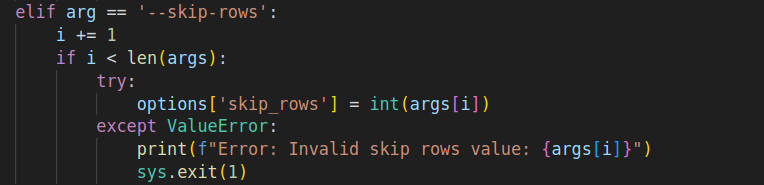 elif arg == '--skip-rows':
    i += 1
    if i < len(args):
        try:
            options['skip_rows'] = int(args[i])
        except ValueError:
            print(f"Error: Invalid skip rows value: {args[i]}")
            sys.exit(1)